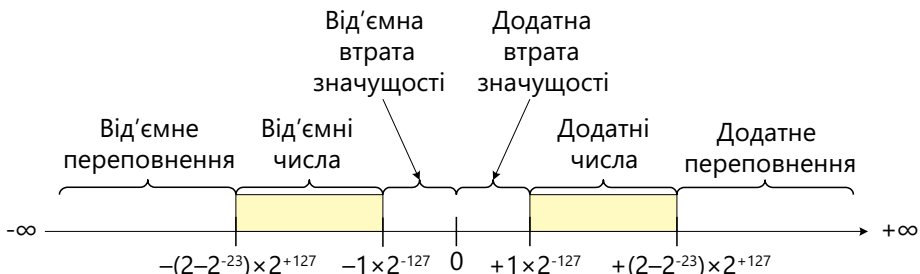 Від’ємна
втрата
значущості
Додатна
втрата
значущості
Від’ємне
переповнення
Від’ємні
числа
Додатні
числа
Додатне
переповнення
-∞
+∞
–(2–2⁻²³)×2⁺¹²⁷
–1×2⁻¹²⁷
0
+1×2⁻¹²⁷
+(2–2⁻²³)×2⁺¹²⁷